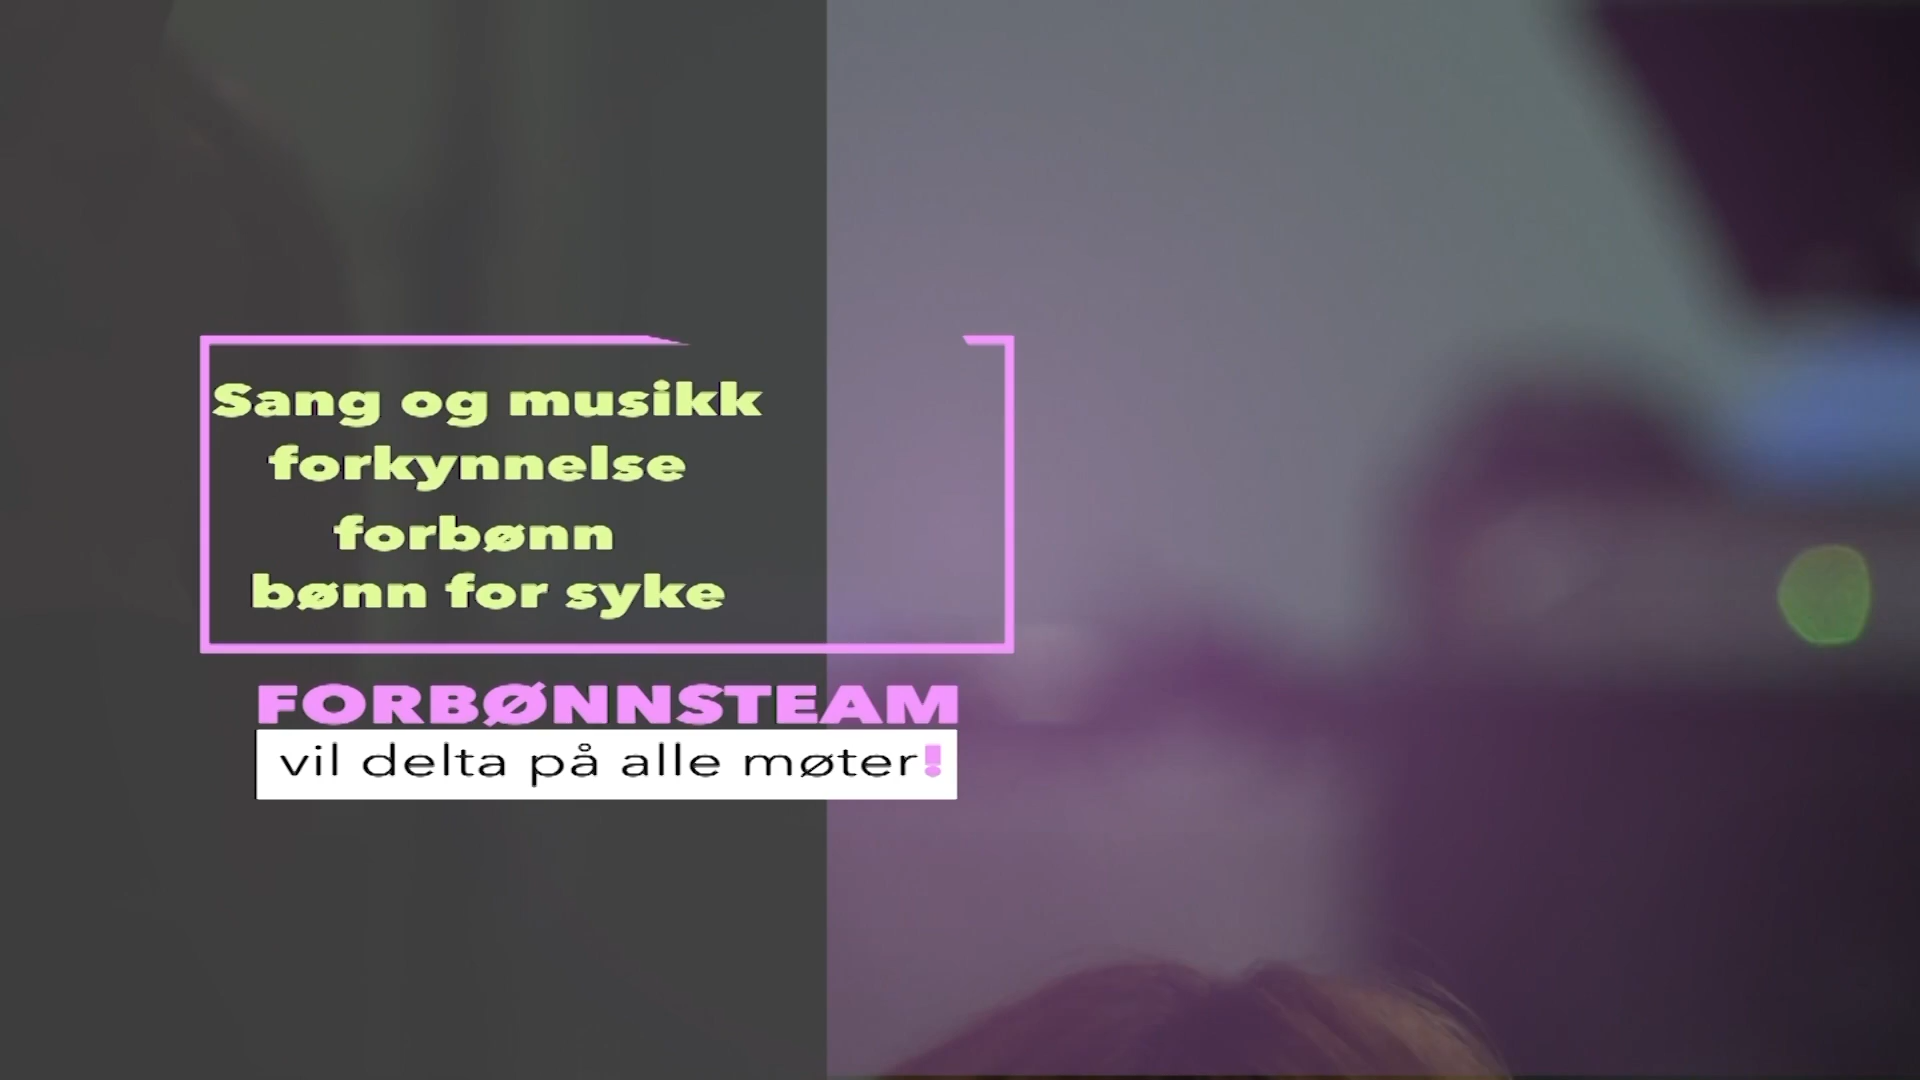 Sang og musikk
forkynnelse
forbønn
bønn for syke
FORBØNNSTEAM
vil delta på alle møter!